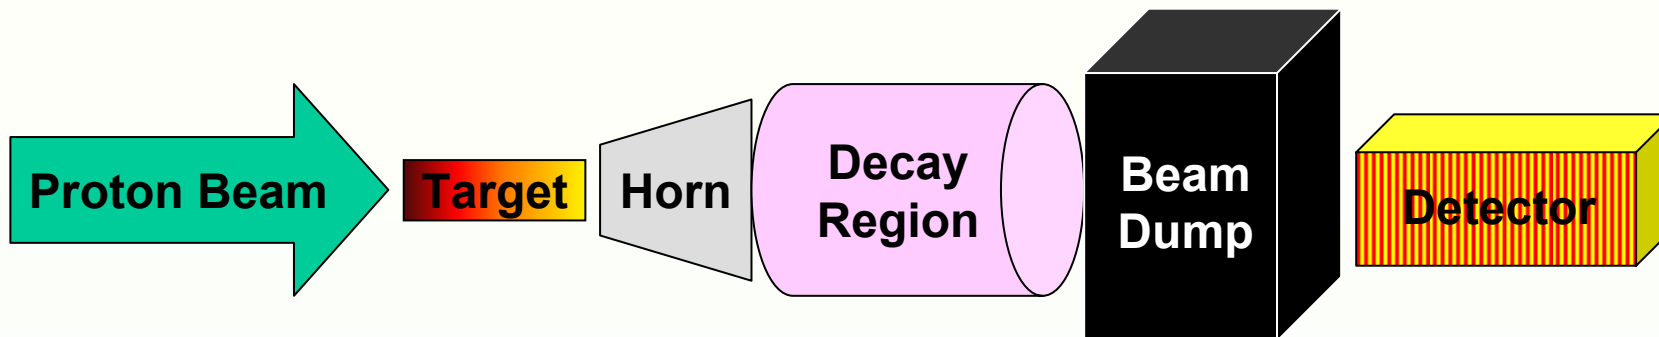 Proton Beam
Target
Horn
Decay
Region
Beam
Dump
Detector